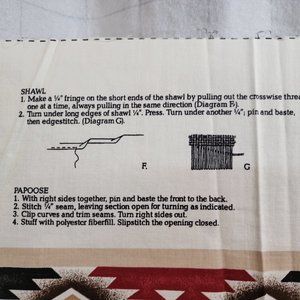 SHAWL
1. Make a ¼" fringe on the short ends of the shawl by pulling out the crosswise threa
one at a time, always pulling in the same direction (Diagram F).
2. Turn under long edges of shawl ¼". Press. Turn under another ¼"; pin and baste,
then edgestitch. (Diagram G).
F.
G
PAPOOSE
1. With right sides together, pin and baste the front to the back.
2. Stitch ¼" seam, leaving section open for turning as indicated.
3. Clip curves and trim seams. Turn right sides out.
4. Stuff with polyester fiberfill. Slipstitch the opening closed.